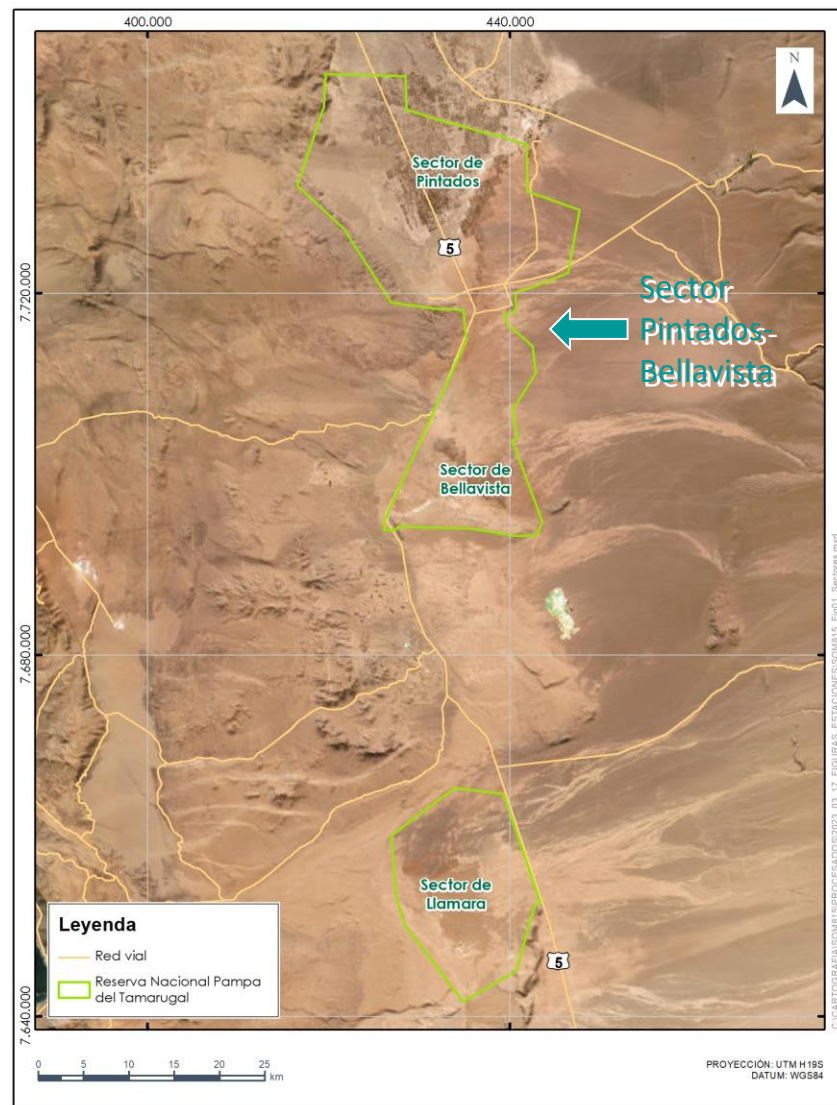 400.000
440.000
N
Sector de
Pintados
5
7.720.000
Sector
Pintados-
Bellavista
Sector de
Bellavista
7.680.000
Sector de
Llamara
Leyenda
Red vial
Reserva Nacional Pampa
del Tamarugal
5
7.640.000
0 5 10 15 20 25
km
PROYECCIÓN: UTM H19S
DATUM: WGS84